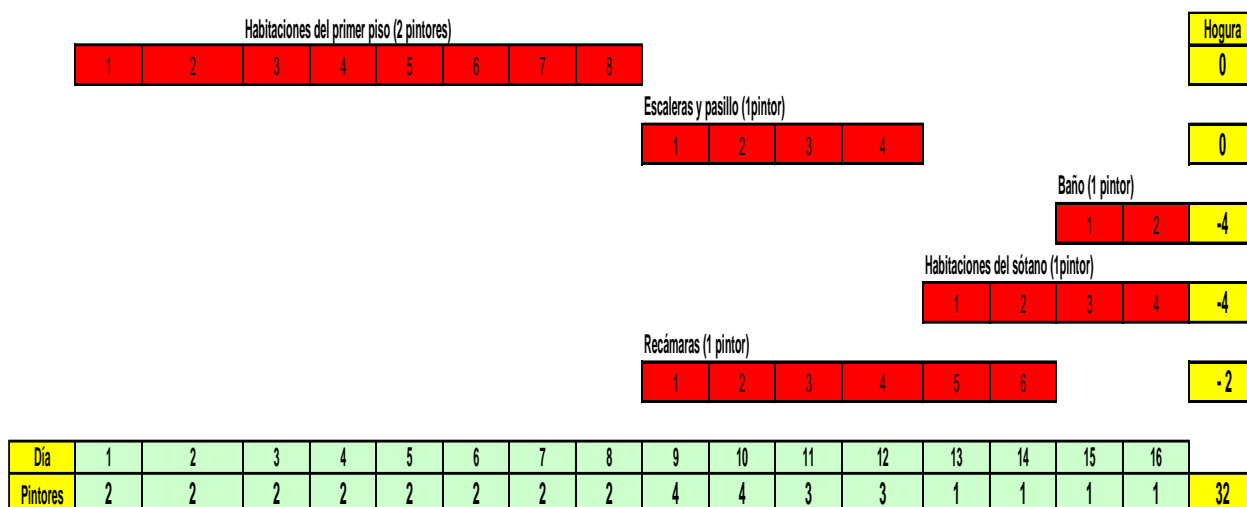 Habitaciones del primer piso (2 pintores) Hogura
1 2 3 4 5 6 7 8 0
Escaleras y pasillo (1pintor)
1 2 3 4 0
Baño (1 pintor)
1 2 -4
Habitaciones del sótano (1pintor)
1 2 3 4 -4
Recámaras (1 pintor)
1 2 3 4 5 6 - 2
Día 1 2 3 4 5 6 7 8 9 10 11 12 13 14 15 16
Pintores 2 2 2 2 2 2 2 2 4 4 3 3 1 1 1 1 32